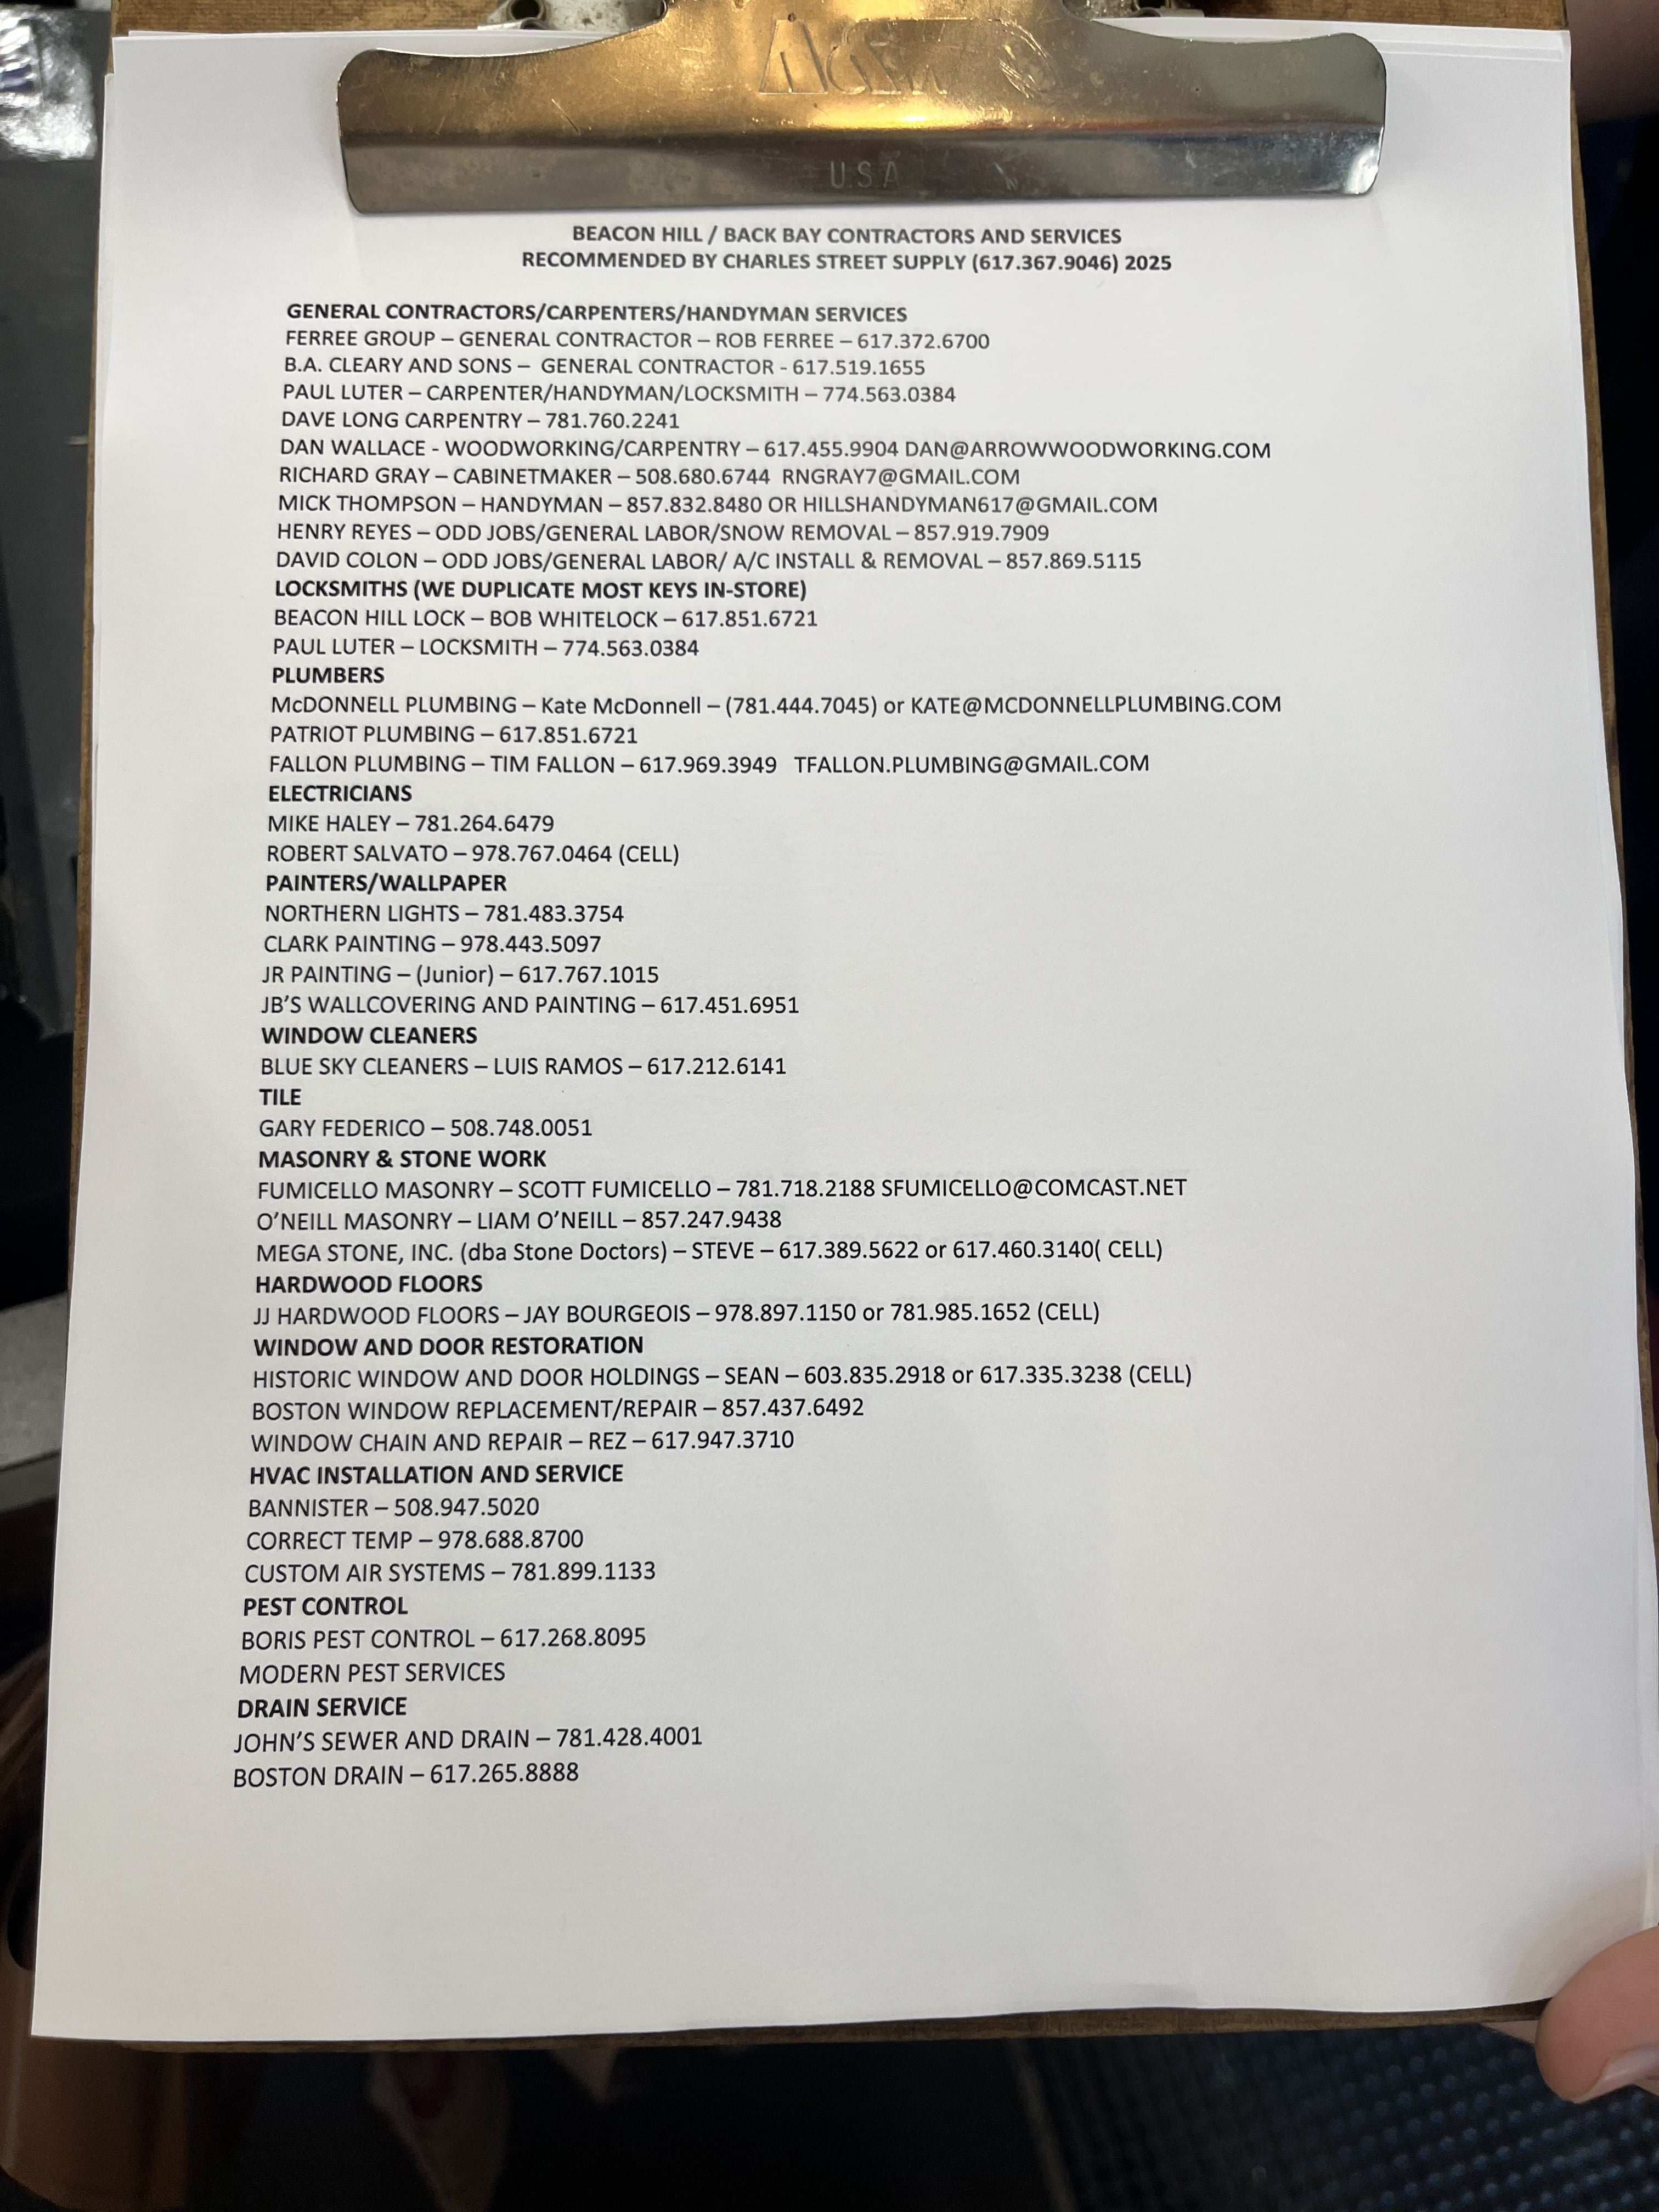 U.S.A
BEACON HILL / BACK BAY CONTRACTORS AND SERVICES
RECOMMENDED BY CHARLES STREET SUPPLY (617.367.9046) 2025
GENERAL CONTRACTORS/CARPENTERS/HANDYMAN SERVICES
FERREE GROUP – GENERAL CONTRACTOR – ROB FERREE – 617.372.6700
B.A. CLEARY AND SONS – GENERAL CONTRACTOR - 617.519.1655
PAUL LUTER – CARPENTER/HANDYMAN/LOCKSMITH – 774.563.0384
DAVE LONG CARPENTRY – 781.760.2241
DAN WALLACE - WOODWORKING/CARPENTRY – 617.455.9904 DAN@ARROWWOODWORKING.COM
RICHARD GRAY – CABINETMAKER – 508.680.6744 RNGRAY7@GMAIL.COM
MICK THOMPSON – HANDYMAN – 857.832.8480 OR HILLSHANDYMAN617@GMAIL.COM
HENRY REYES – ODD JOBS/GENERAL LABOR/SNOW REMOVAL – 857.919.7909
DAVID COLON – ODD JOBS/GENERAL LABOR/ A/C INSTALL & REMOVAL – 857.869.5115
LOCKSMITHS (WE DUPLICATE MOST KEYS IN-STORE)
BEACON HILL LOCK – BOB WHITELOCK – 617.851.6721
PAUL LUTER – LOCKSMITH – 774.563.0384
PLUMBERS
McDONNELL PLUMBING – Kate McDonnell – (781.444.7045) or KATE@MCDONNELLPLUMBING.COM
PATRIOT PLUMBING – 617.851.6721
FALLON PLUMBING – TIM FALLON – 617.969.3949 TFALLON.PLUMBING@GMAIL.COM
ELECTRICIANS
MIKE HALEY – 781.264.6479
ROBERT SALVATO – 978.767.0464 (CELL)
PAINTERS/WALLPAPER
NORTHERN LIGHTS – 781.483.3754
CLARK PAINTING – 978.443.5097
JR PAINTING – (Junior) – 617.767.1015
JB'S WALLCOVERING AND PAINTING – 617.451.6951
WINDOW CLEANERS
BLUE SKY CLEANERS – LUIS RAMOS – 617.212.6141
TILE
GARY FEDERICO – 508.748.0051
MASONRY & STONE WORK
FUMICELLO MASONRY – SCOTT FUMICELLO – 781.718.2188 SFUMICELLO@COMCAST.NET
O'NEILL MASONRY – LIAM O'NEILL – 857.247.9438
MEGA STONE, INC. (dba Stone Doctors) – STEVE – 617.389.5622 or 617.460.3140( CELL)
HARDWOOD FLOORS
JJ HARDWOOD FLOORS – JAY BOURGEOIS – 978.897.1150 or 781.985.1652 (CELL)
WINDOW AND DOOR RESTORATION
HISTORIC WINDOW AND DOOR HOLDINGS – SEAN – 603.835.2918 or 617.335.3238 (CELL)
BOSTON WINDOW REPLACEMENT/REPAIR – 857.437.6492
WINDOW CHAIN AND REPAIR – REZ – 617.947.3710
HVAC INSTALLATION AND SERVICE
BANNISTER – 508.947.5020
CORRECT TEMP – 978.688.8700
CUSTOM AIR SYSTEMS – 781.899.1133
PEST CONTROL
BORIS PEST CONTROL – 617.268.8095
MODERN PEST SERVICES
DRAIN SERVICE
JOHN'S SEWER AND DRAIN – 781.428.4001
BOSTON DRAIN – 617.265.8888